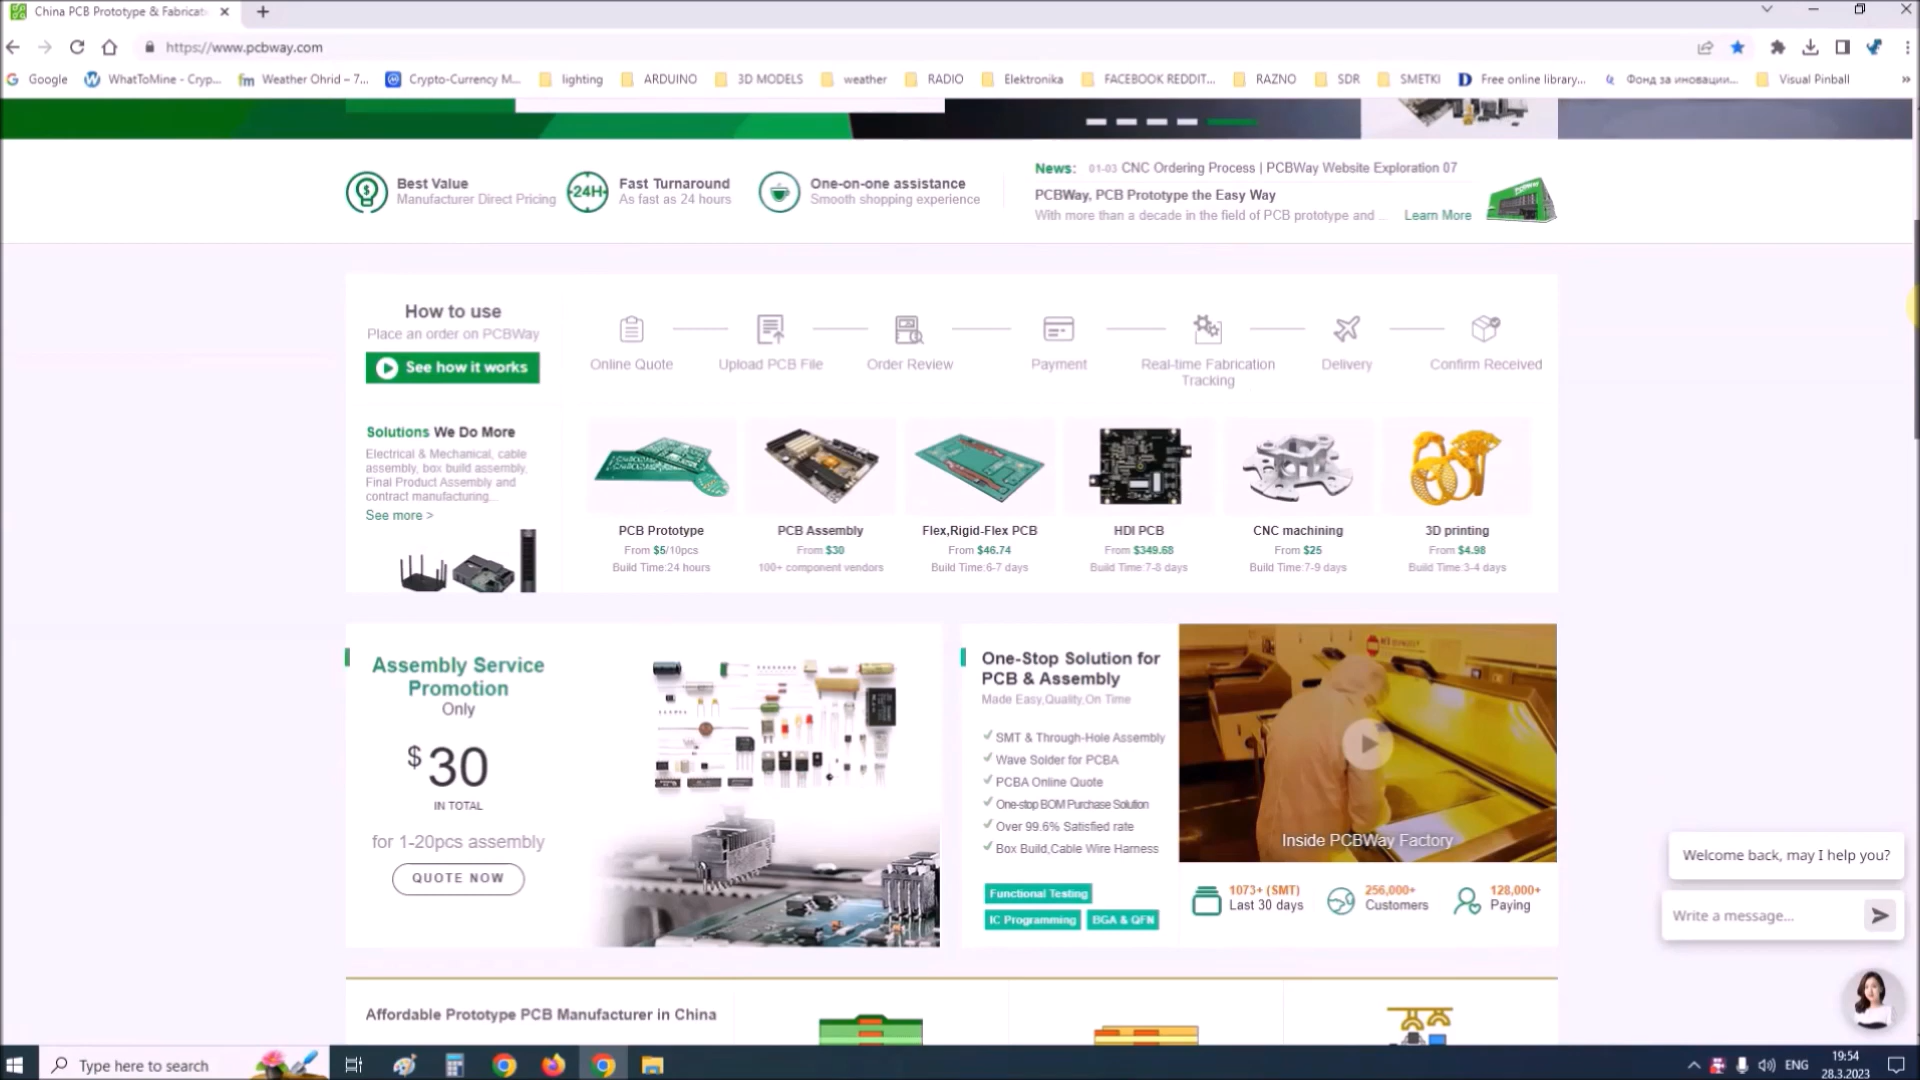 China PCB Prototype & Fabricat
https://www.pcbway.com
Google
WhatToMine - Cryp...
Weather Ohrid – 7...
Crypto-Currency M...
lighting
ARDUINO
3D MODELS
weather
RADIO
Elektronika
FACEBOOK REDDIT...
RAZNO
SDR
SMETKI
Free online library...
Фонд за иновации...
Visual Pinball
Best Value
Manufacturer Direct Pricing
24H
Fast Turnaround
As fast as 24 hours
One-on-one assistance
Smooth shopping experience
News: 01-03 CNC Ordering Process | PCBWay Website Exploration 07
PCBWay, PCB Prototype the Easy Way
With more than a decade in the field of PCB prototype and ... Learn More
How to use
Place an order on PCBWay
See how it works
Online Quote
Upload PCB File
Order Review
Payment
Real-time Fabrication
Tracking
Delivery
Confirm Received
Solutions We Do More
Electrical & Mechanical, cable
assembly, box build assembly,
Final Product Assembly and
contract manufacturing...
See more >
PCB Prototype
From $5/10pcs
Build Time:24 hours
PCB Assembly
From $30
100+ component vendors
Flex,Rigid-Flex PCB
From $46.74
Build Time:6-7 days
HDI PCB
From $349.68
Build Time:7-8 days
CNC machining
From $25
Build Time:7-9 days
3D printing
From $4.98
Build Time:3-4 days
Assembly Service
Promotion
Only
$30
IN TOTAL
for 1-20pcs assembly
QUOTE NOW
One-Stop Solution for
PCB & Assembly
Made Easy,Quality,On Time
SMT & Through-Hole Assembly
Wave Solder for PCBA
PCBA Online Quote
One-stop BOM Purchase Solution
Over 99.6% Satisfied rate
Box Build,Cable Wire Harness
Functional Testing
IC Programming
BGA & QFN
Inside PCBWay Factory
1073+ (SMT)
Last 30 days
256,000+
Customers
128,000+
Paying
Welcome back, may I help you?
Write a message...
Affordable Prototype PCB Manufacturer in China
Type here to search
ENG
19:54
28.3.2023